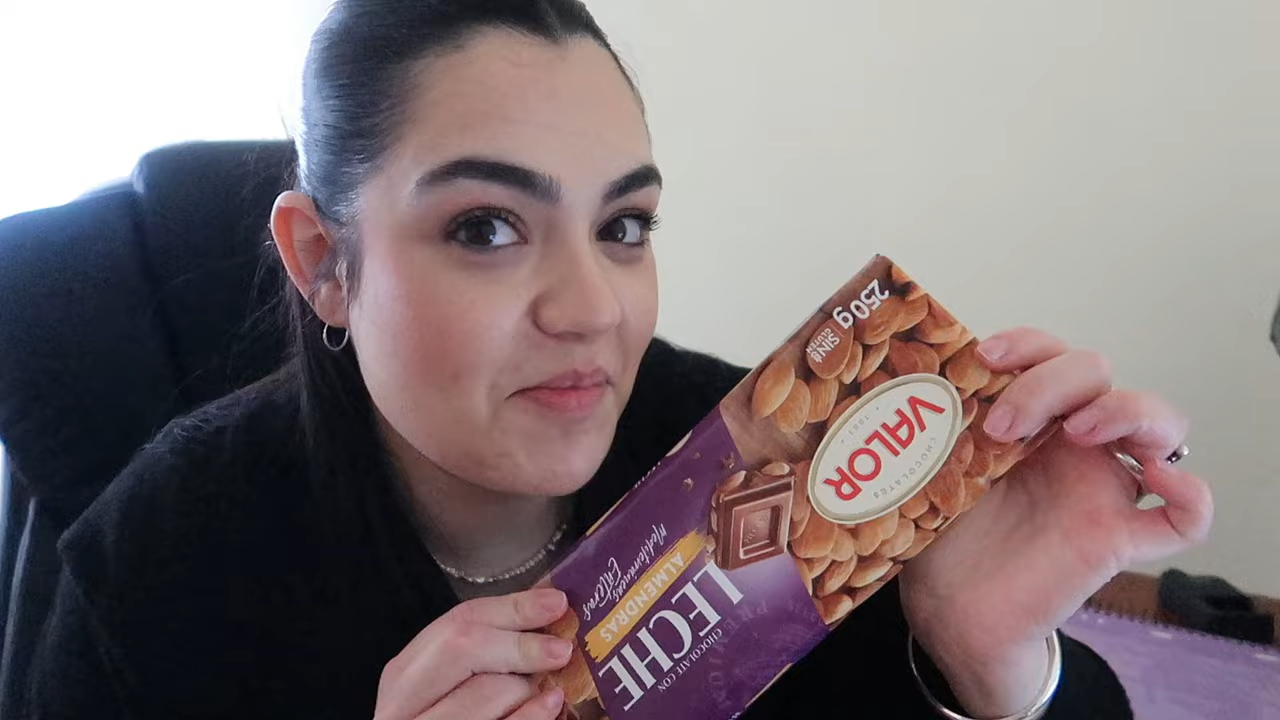 250g
SIN
GLUTEN
VALOR
CHOCOLATES
· 1881 ·
CHOCOLATE CON
LECHE
ALMENDRAS
Mediterráneas
Enteras